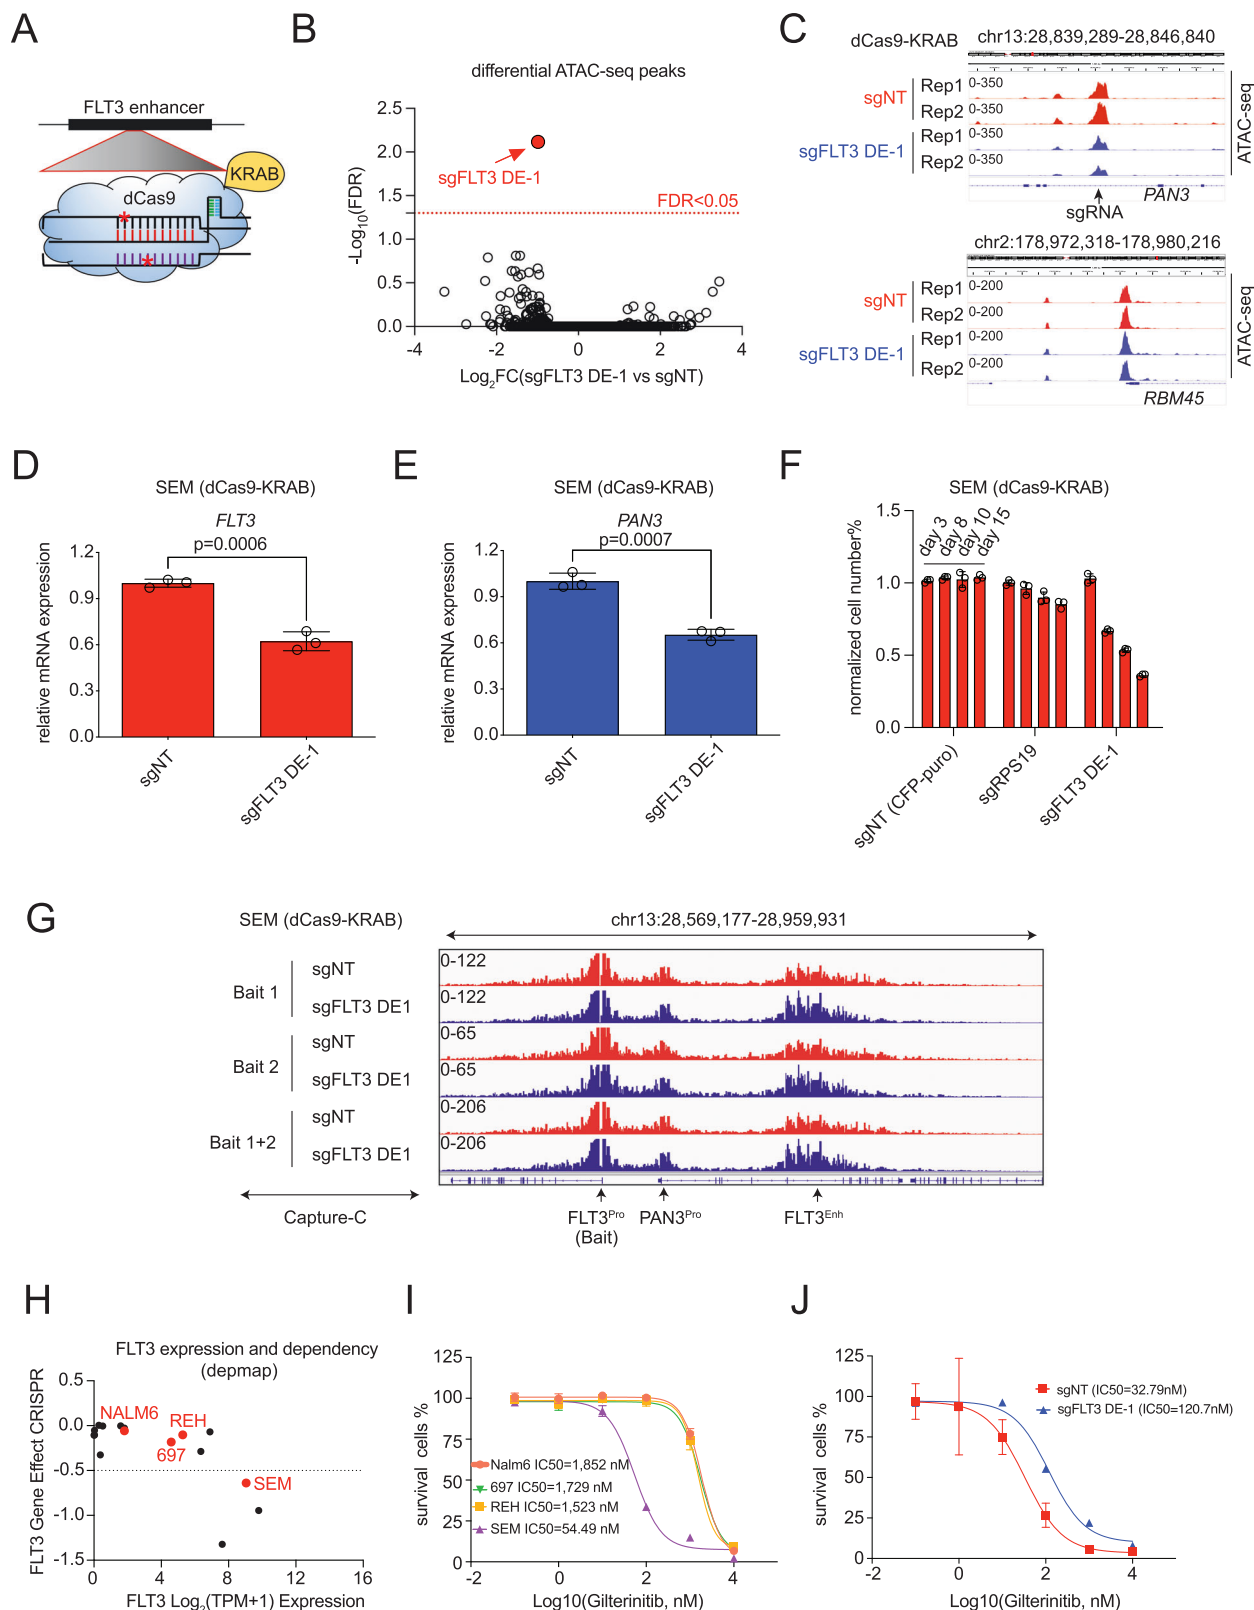 A
FLT3 enhancer
KRAB
dCas9
*
*
B
differential ATAC-seq peaks
-Log10(FDR)
2.5
2.0
1.5
1.0
0.5
0.0
sgFLT3 DE-1
FDR<0.05
-4
-2
0
2
4
Log2FC(sgFLT3 DE-1 vs sgNT)
C
dCas9-KRAB
chr13:28,839,289-28,846,840
sgNT
Rep1
0-350
Rep2
0-350
sgFLT3 DE-1
Rep1
0-350
Rep2
0-350
ATAC-seq
PAN3
sgRNA
chr2:178,972,318-178,980,216
sgNT
Rep1
0-200
Rep2
0-200
sgFLT3 DE-1
Rep1
0-200
Rep2
0-200
ATAC-seq
RBM45
D
SEM (dCas9-KRAB)
FLT3
p=0.0006
relative mRNA expression
1.2
0.9
0.6
0.3
0.0
sgNT
sgFLT3 DE-1
E
SEM (dCas9-KRAB)
PAN3
p=0.0007
relative mRNA expression
1.2
0.9
0.6
0.3
0.0
sgNT
sgFLT3 DE-1
F
SEM (dCas9-KRAB)
normalized cell number%
1.5
1.0
0.5
0.0
day 3
day 8
day 10
day 15
sgNT (CFP-puro)
sgRPS19
sgFLT3 DE-1
G
SEM (dCas9-KRAB)
chr13:28,569,177-28,959,931
Bait 1
sgNT
0-122
sgFLT3 DE1
0-122
Bait 2
sgNT
0-65
sgFLT3 DE1
0-65
Bait 1+2
sgNT
0-206
sgFLT3 DE1
0-206
Capture-C
FLT3Pro
(Bait)
PAN3Pro
FLT3Enh
H
FLT3 expression and dependency
(depmap)
FLT3 Gene Effect CRISPR
0.5
0.0
-0.5
-1.0
-1.5
NALM6
REH
697
SEM
0
4
8
12
16
FLT3 Log2(TPM+1) Expression
I
survival cells %
125
100
75
50
25
0
Nalm6 IC50=1,852 nM
697 IC50=1,729 nM
REH IC50=1,523 nM
SEM IC50=54.49 nM
-2
0
2
4
Log10(Gilterinitib, nM)
J
survival cells %
125
100
75
50
25
0
sgNT (IC50=32.79nM)
sgFLT3 DE-1 (IC50=120.7nM)
-2
0
2
4
Log10(Gilterinitib, nM)